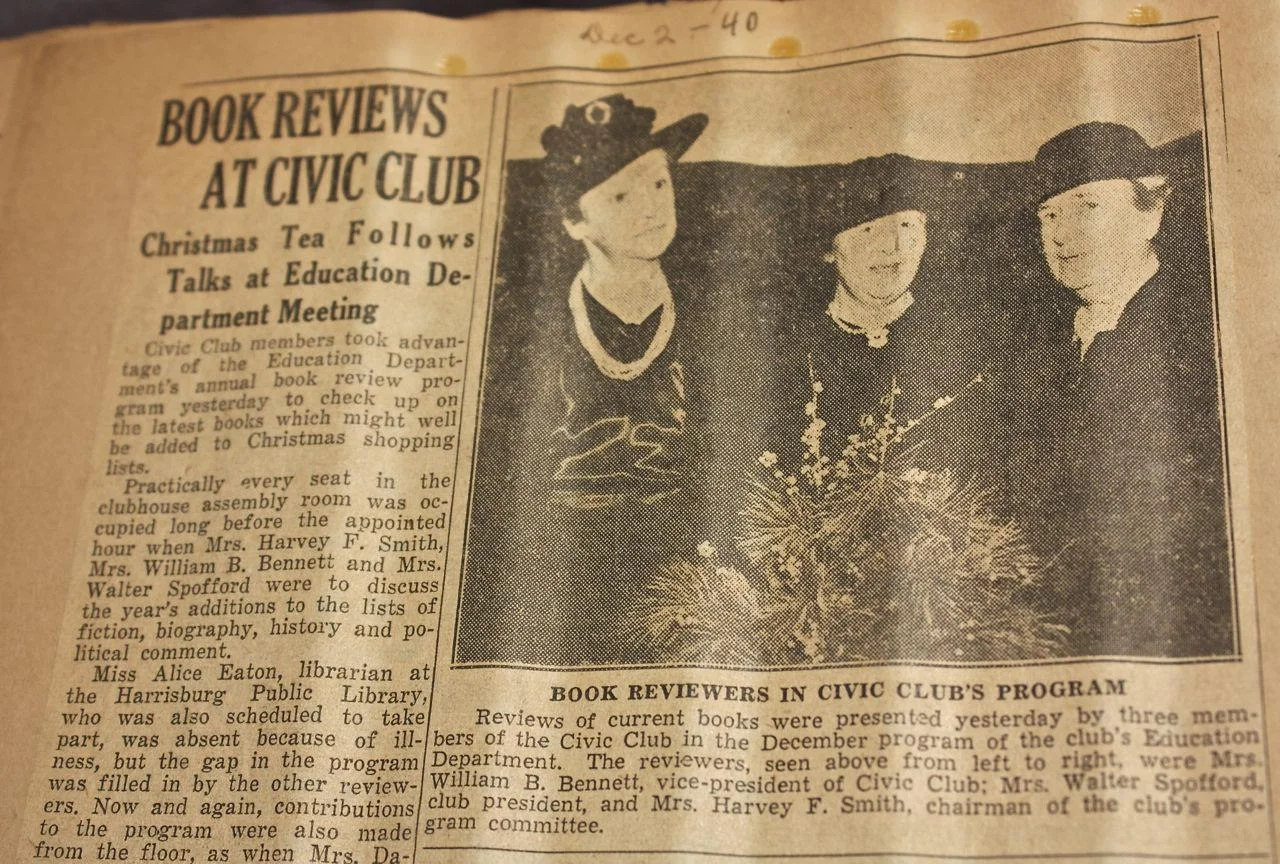 Dec 2 - '40
BOOK REVIEWS
AT CIVIC CLUB
Christmas Tea Follows
Talks at Education De-
partment Meeting
Civic Club members took advan-
tage of the Education Depart-
ment's annual book review pro-
gram yesterday to check up on
the latest books which might well
be added to Christmas shopping
lists.
Practically every seat in the
clubhouse assembly room was oc-
cupied long before the appointed
hour when Mrs. Harvey F. Smith,
Mrs. William B. Bennett and Mrs.
Walter Spofford were to discuss
the year's additions to the lists of
fiction, biography, history and po-
litical comment.
Miss Alice Eaton, librarian at
the Harrisburg Public Library,
who was also scheduled to take
part, was absent because of ill-
ness, but the gap in the program
was filled in by the other review-
ers. Now and again, contributions
to the program were also made
from the floor, as when Mrs. Da-
BOOK REVIEWERS IN CIVIC CLUB'S PROGRAM
Reviews of current books were presented yesterday by three mem-
bers of the Civic Club in the December program of the club's Education
Department. The reviewers, seen above from left to right, were Mrs.
William B. Bennett, vice-president of Civic Club; Mrs. Walter Spofford,
club president, and Mrs. Harvey F. Smith, chairman of the club's pro-
gram committee.